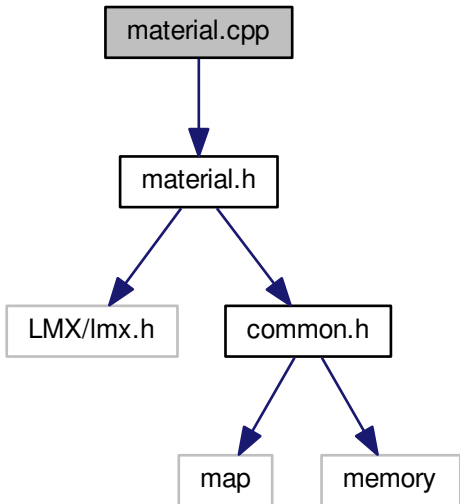 material.cpp
material.h
LMX/lmx.h
common.h
map
memory